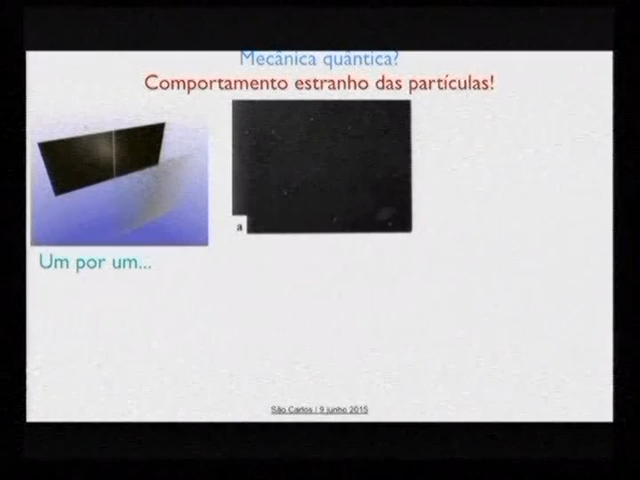 Mecânica quântica?
Comportamento estranho das partículas!
a
Um por um...
São Carlos | 9 junho 2015